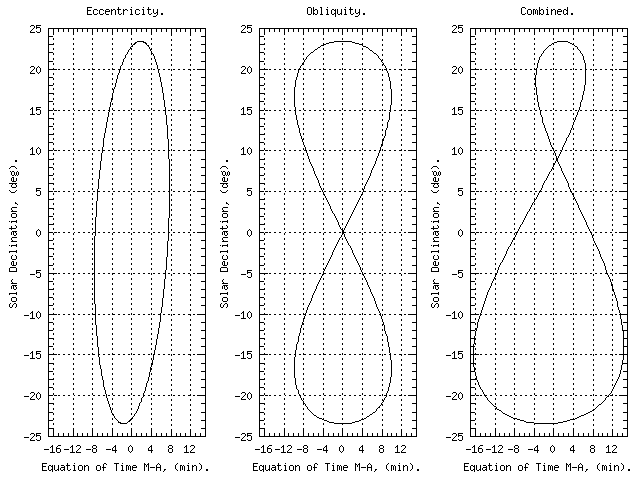 Eccentricity. Obliquity. Combined.
25 25 25
20 20 20
15 15 15
10 10 10
5 5 5
0 0 0
-5 -5 -5
-10 -10 -10
-15 -15 -15
-20 -20 -20
-25 -25 -25
Solar Declination, (deg). Solar Declination, (deg). Solar Declination, (deg).
-16 -12 -8 -4 0 4 8 12 -16 -12 -8 -4 0 4 8 12 -16 -12 -8 -4 0 4 8 12
Equation of Time M-A, (min). Equation of Time M-A, (min). Equation of Time M-A, (min).